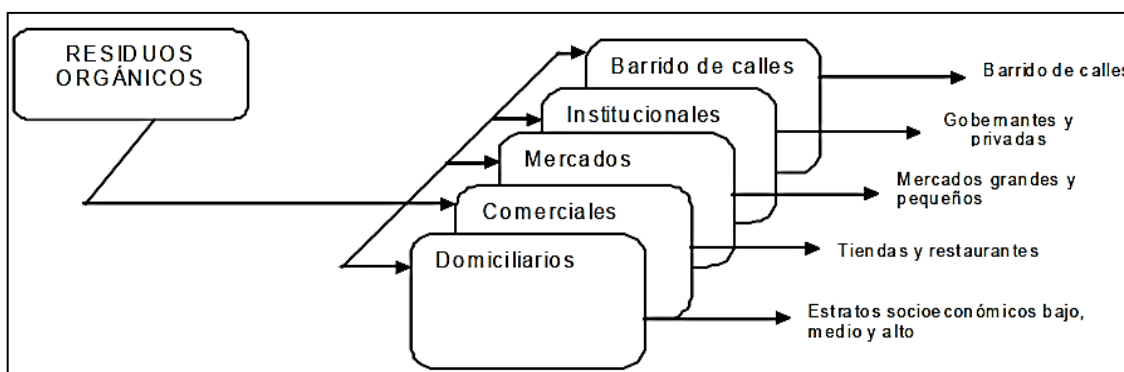 RESIDUOS
ORGÁNICOS
Barrido de calles
Barrido de calles
Institucionales
Gobernantes y
privadas
Mercados
Mercados grandes y
pequeños
Comerciales
Tiendas y restaurantes
Domiciliarios
Estratos socioeconómicos bajo,
medio y alto